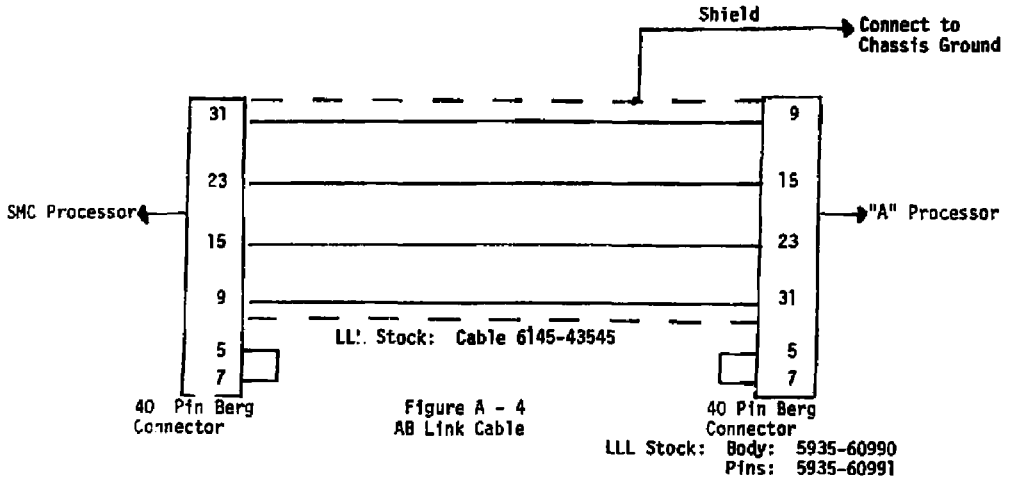 Shield
Connect to
Chassis Ground
31 9
23 15
SMC Processor "A" Processor
15 23
9 31
LLL Stock: Cable 6145-43545
5 5
7 7
40 Pin Berg
Connector
Figure A - 4
AB Link Cable
40 Pin Berg
Connector
LLL Stock: Body: 5935-60990
Pins: 5935-60991